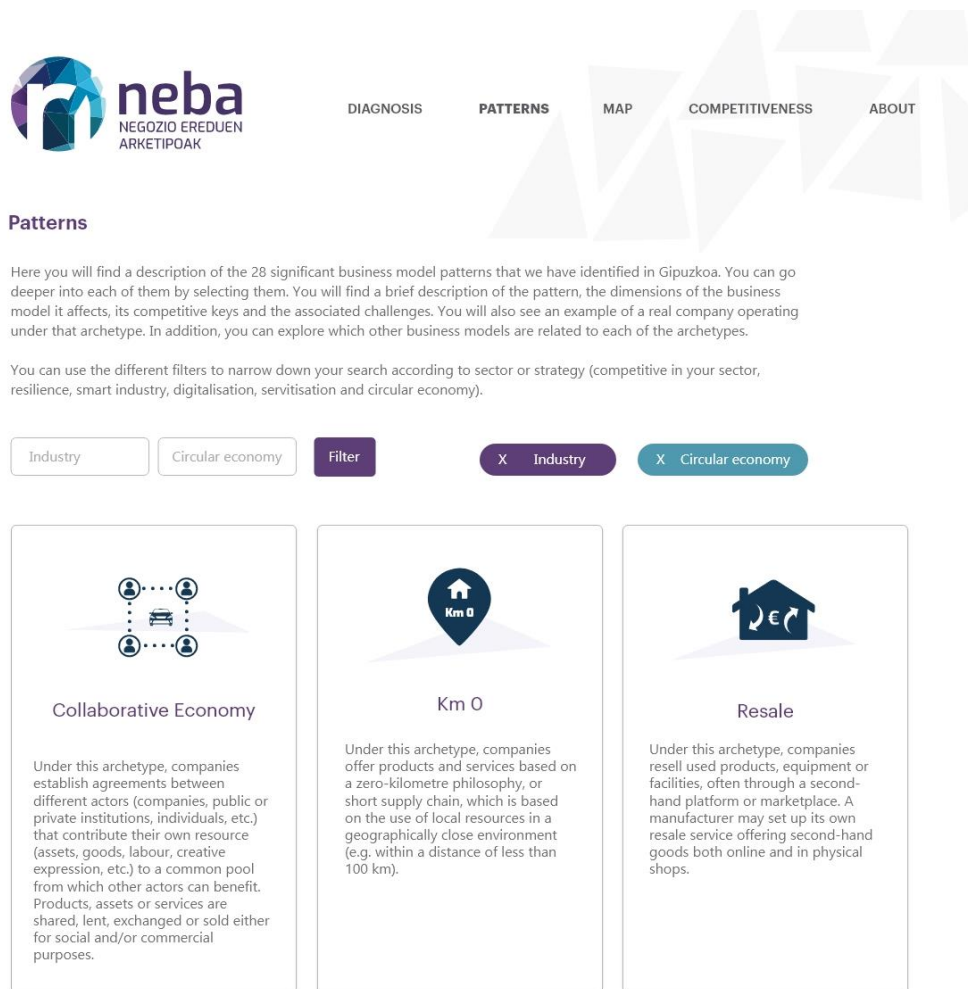 neba
NEGOZIO EREDUEN
ARKETIPOAK
DIAGNOSIS
PATTERNS
MAP
COMPETITIVENESS
ABOUT
Patterns
Here you will find a description of the 28 significant business model patterns that we have identified in Gipuzkoa. You can go
deeper into each of them by selecting them. You will find a brief description of the pattern, the dimensions of the business
model it affects, its competitive keys and the associated challenges. You will also see an example of a real company operating
under that archetype. In addition, you can explore which other business models are related to each of the archetypes.
You can use the different filters to narrow down your search according to sector or strategy (competitive in your sector,
resilience, smart industry, digitalisation, servitisation and circular economy).
Industry
Circular economy
Filter
X Industry
X Circular economy
Collaborative Economy
Under this archetype, companies
establish agreements between
different actors (companies, public or
private institutions, individuals, etc.)
that contribute their own resource
(assets, goods, labour, creative
expression, etc.) to a common pool
from which other actors can benefit.
Products, assets or services are
shared, lent, exchanged or sold either
for social and/or commercial
purposes.
Km 0
Km 0
Under this archetype, companies
offer products and services based on
a zero-kilometre philosophy, or
short supply chain, which is based
on the use of local resources in a
geographically close environment
(e.g. within a distance of less than
100 km).
€
Resale
Under this archetype, companies
resell used products, equipment or
facilities, often through a second-
hand platform or marketplace. A
manufacturer may set up its own
resale service offering second-hand
goods both online and in physical
shops.